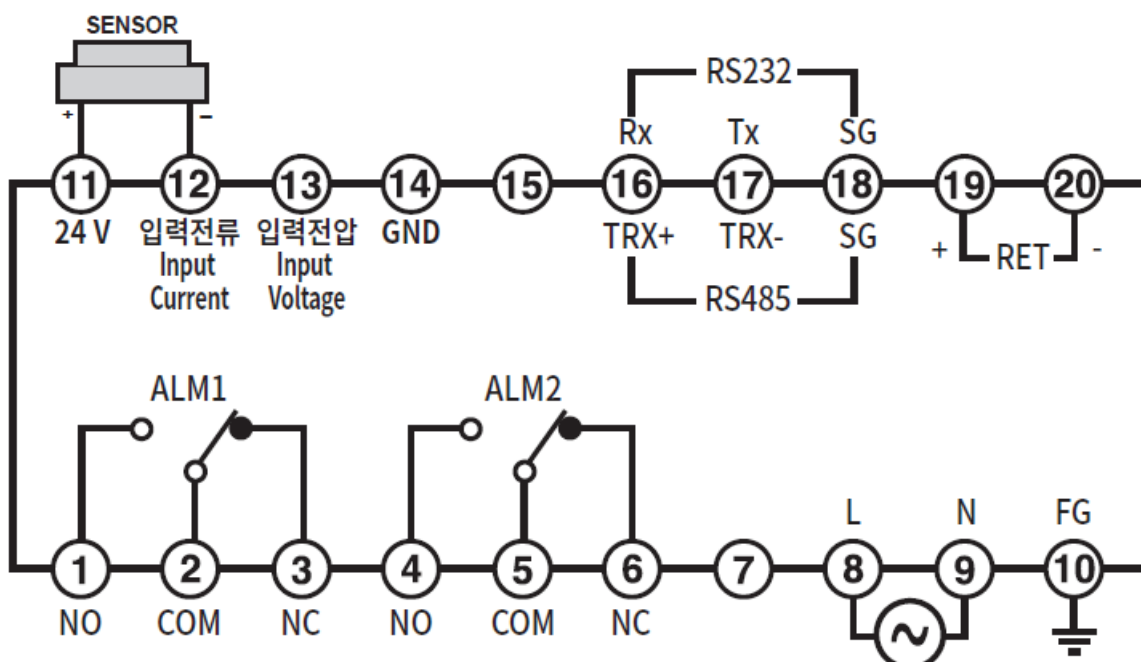 SENSOR
+ −
RS232
Rx Tx SG
11 12 13 14 15 16 17 18 19 20
24 V 입력전류 입력전압 GND TRX+ TRX- SG
Input Input
Current Voltage
+ RET -
RS485
ALM1 ALM2
L N FG
1 2 3 4 5 6 7 8 9 10
NO COM NC NO COM NC
~